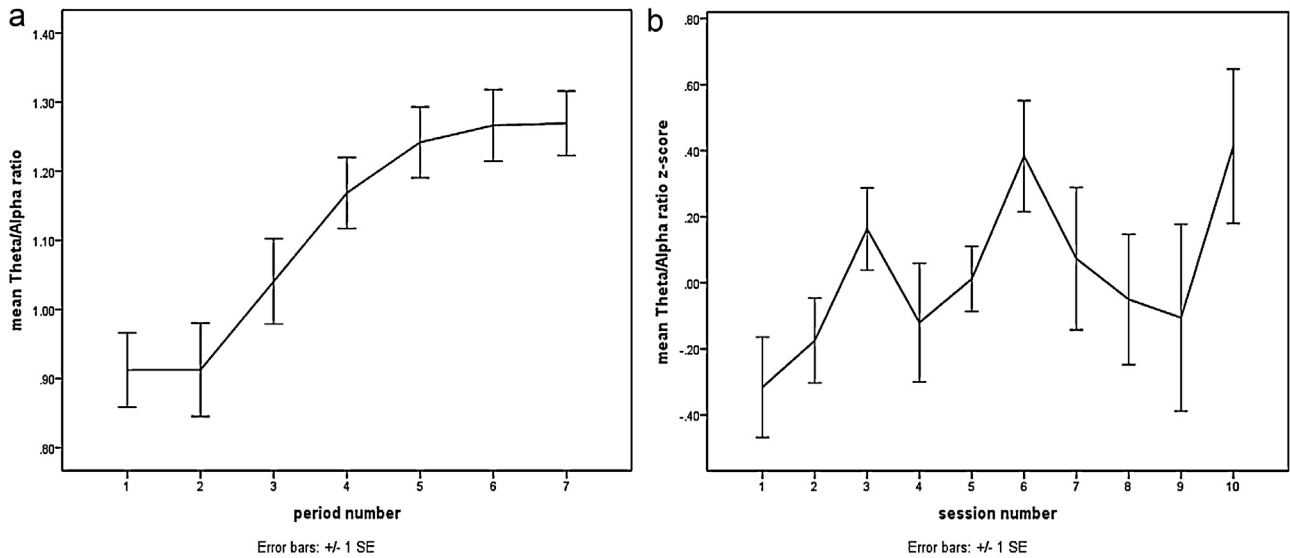 a
mean Theta/Alpha ratio
1.40
1.30
1.20
1.10
1.00
.90
.80
1 2 3 4 5 6 7
period number
Error bars: +/- 1 SE
b
mean Theta/Alpha ratio z-score
.80
.60
.40
.20
.00
-.20
-.40
1 2 3 4 5 6 7 8 9 10
session number
Error bars: +/- 1 SE